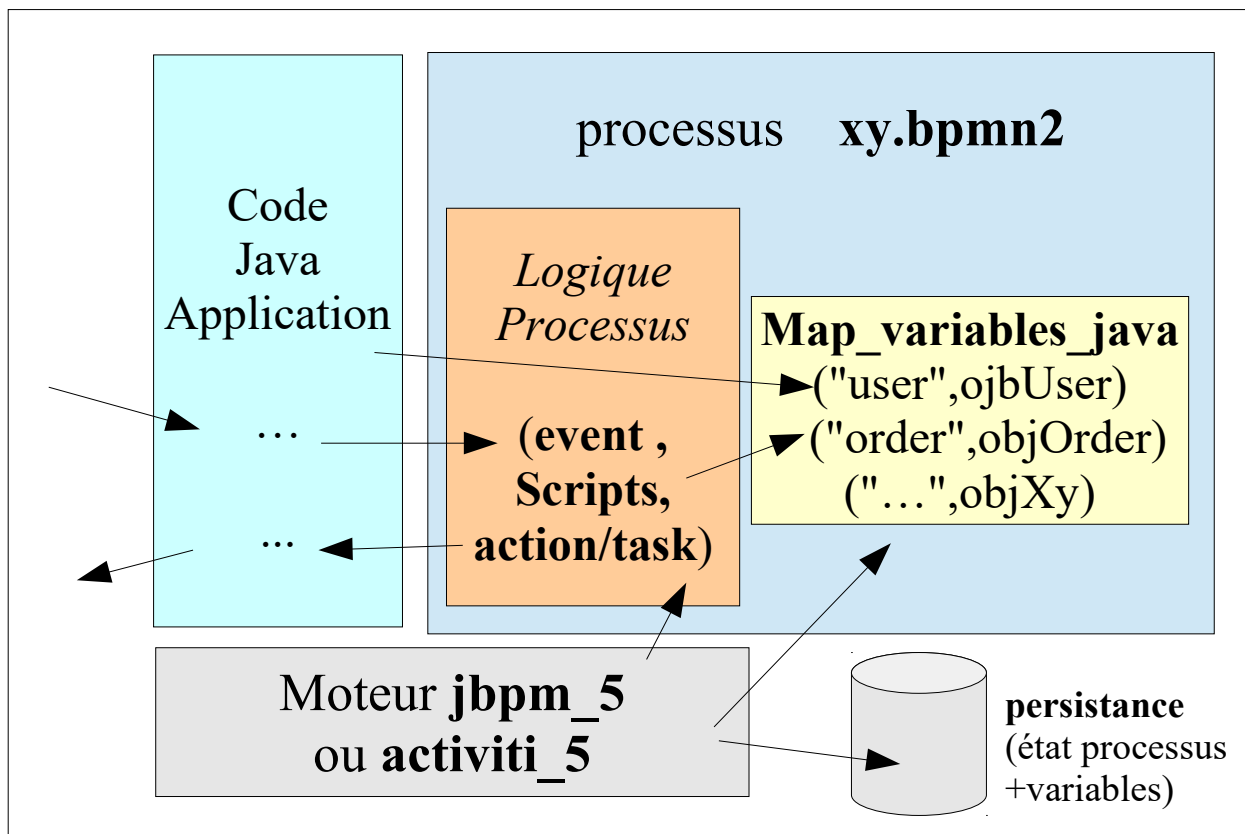 processus xy.bpmn2
Code
Java
Application
...
...
Logique
Processus
(event ,
Scripts,
action/task)
Map_variables_java
("user",ojbUser)
("order",objOrder)
("...",objXy)
Moteur jbpm_5
ou activiti_5
persistance
(état processus
+variables)